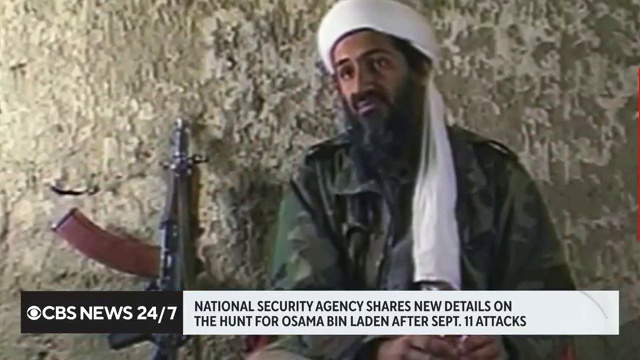 CBS NEWS 24/7
NATIONAL SECURITY AGENCY SHARES NEW DETAILS ON
THE HUNT FOR OSAMA BIN LADEN AFTER SEPT. 11 ATTACKS